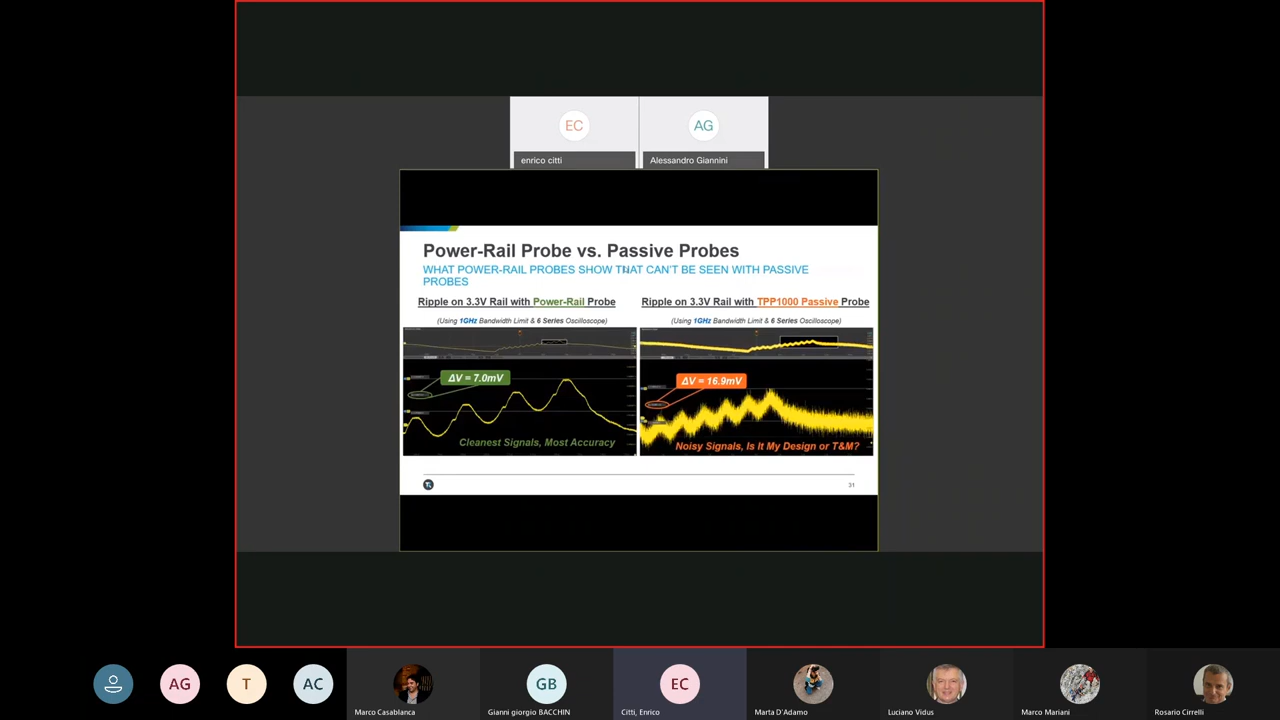 EC
AG
enrico citti
Alessandro Giannini
Power-Rail Probe vs. Passive Probes
WHAT POWER-RAIL PROBES SHOW THAT CAN'T BE SEEN WITH PASSIVE
PROBES
Ripple on 3.3V Rail with Power-Rail Probe
(Using 1GHz Bandwidth Limit & 6 Series Oscilloscope)
ΔV = 7.0mV
Cleanest Signals, Most Accuracy
Ripple on 3.3V Rail with TPP1000 Passive Probe
(Using 1GHz Bandwidth Limit & 6 Series Oscilloscope)
ΔV = 16.9mV
Noisy Signals, Is It My Design or T&M?
31
AG
T
AC
Marco Casablanca
GB
Gianni giorgio BACCHIN
EC
Citti, Enrico
Marta D'Adamo
Luciano Vidus
Marco Mariani
Rosario Cirrelli